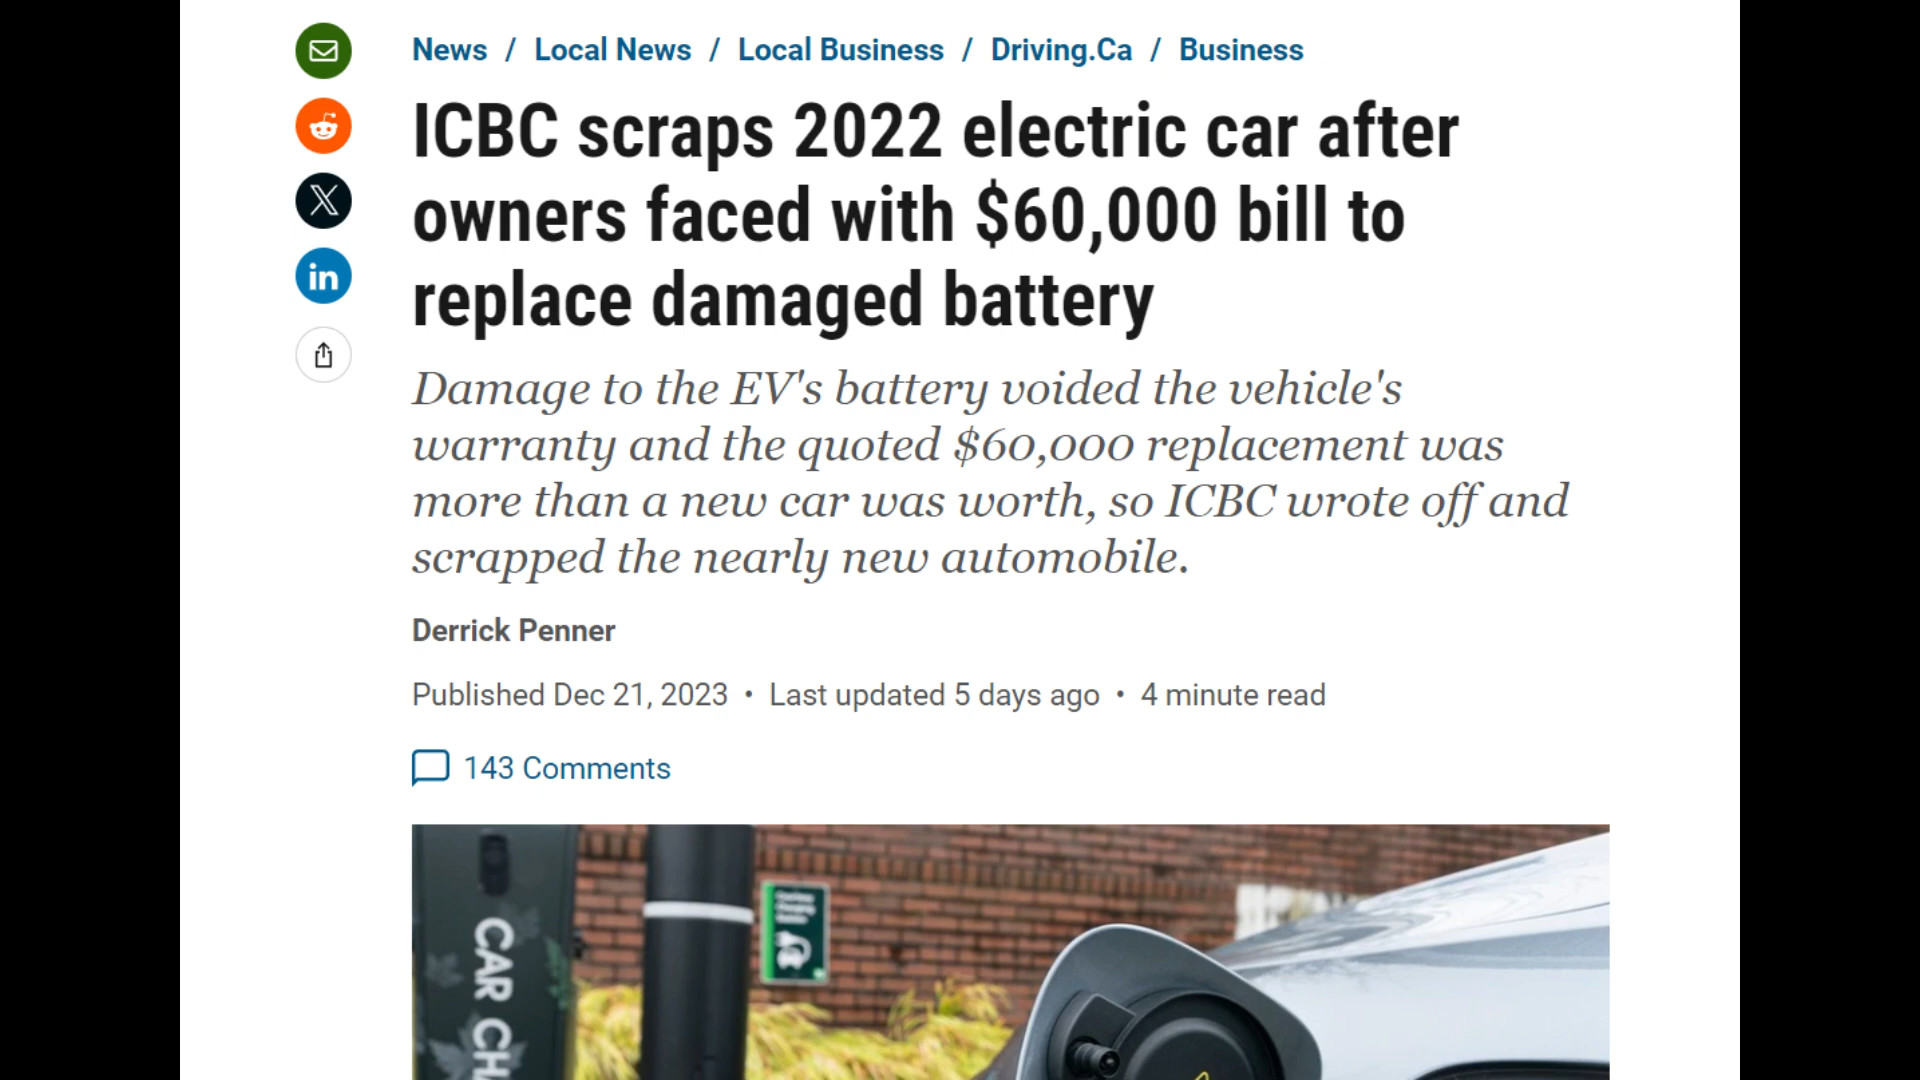 News / Local News / Local Business / Driving.Ca / Business
ICBC scraps 2022 electric car after
owners faced with $60,000 bill to
replace damaged battery
Damage to the EV's battery voided the vehicle's
warranty and the quoted $60,000 replacement was
more than a new car was worth, so ICBC wrote off and
scrapped the nearly new automobile.
Derrick Penner
Published Dec 21, 2023 • Last updated 5 days ago • 4 minute read
143 Comments
CAR